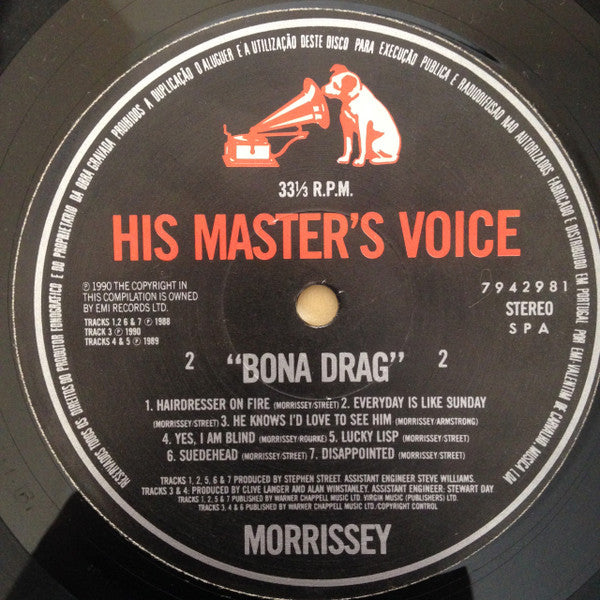 RESERVADOS TODOS OS DIREITOS DO PRODUTOR FONOGRÁFICO E DO PROPRIETÁRIO DA OBRA GRAVADA PROIBIDOS A DUPLICAÇÃO O ALUGUER E A UTILIZAÇÃO DESTE DISCO PARA EXECUÇÃO PUBLICA E RADIODIFUSÃO NÃO AUTORIZADOS FABRICADO E DISTRIBUIDO EM PORTUGAL POR EMI-VALENTIM DE CARVALHO MUSICA LDA
33⅓ R.P.M.
HIS MASTER'S VOICE
℗ 1990 THE COPYRIGHT IN
THIS COMPILATION IS OWNED
BY EMI RECORDS LTD.
TRACKS 1, 2, 6 & 7 ℗ 1988
TRACK 3 ℗ 1990
TRACKS 4 & 5 ℗ 1989
7942981
STEREO
SPA
2 "BONA DRAG" 2
1. HAIRDRESSER ON FIRE (MORRISSEY/STREET) 2. EVERYDAY IS LIKE SUNDAY
(MORRISSEY/STREET) 3. HE KNOWS I'D LOVE TO SEE HIM (MORRISSEY/ARMSTRONG)
4. YES, I AM BLIND (MORRISSEY/ROURKE) 5. LUCKY LISP (MORRISSEY/STREET)
6. SUEDEHEAD (MORRISSEY/STREET) 7. DISAPPOINTED (MORRISSEY/STREET)
TRACKS 1, 2, 5, 6 & 7 PRODUCED BY STEPHEN STREET. ASSISTANT ENGINEER STEVE WILLIAMS.
TRACKS 3 & 4: PRODUCED BY CLIVE LANGER AND ALAN WINSTANLEY. ASSISTANT ENGINEER: STEWART DAY
TRACKS 1, 2, 5 & 7 PUBLISHED BY WARNER CHAPPELL MUSIC LTD. VIRGIN MUSIC (PUBLISHERS) LTD.
TRACKS 3, 4 & 6 PUBLISHED BY WARNER CHAPPELL MUSIC LTD./COPYRIGHT CONTROL
MORRISSEY